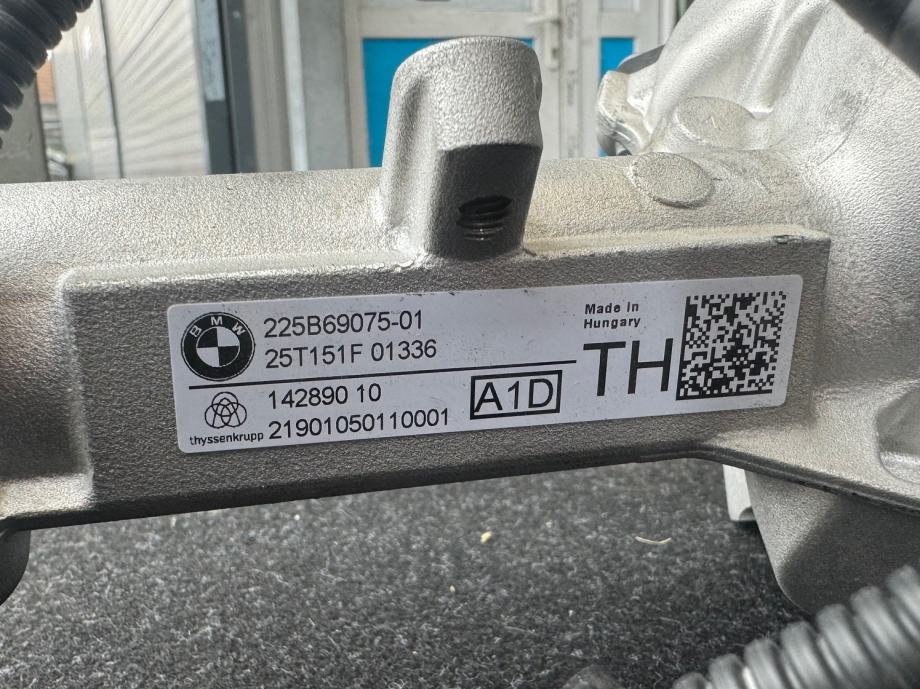 BMW
225B69075-01
25T151F 01336
Made in
Hungary
TH
142890 10
A1D
thyssenkrupp
21901050110001